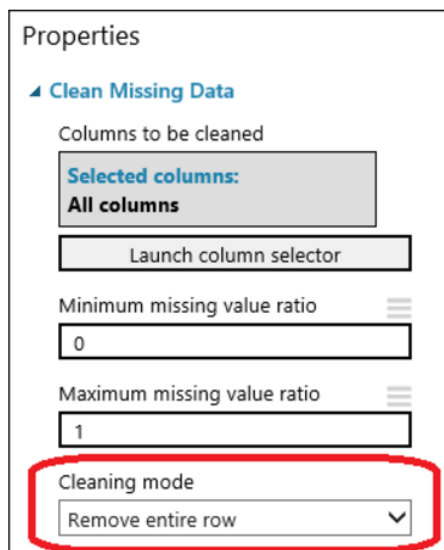 Properties
Clean Missing Data
Columns to be cleaned
Selected columns:
All columns
Launch column selector
Minimum missing value ratio
0
Maximum missing value ratio
1
Cleaning mode
Remove entire row